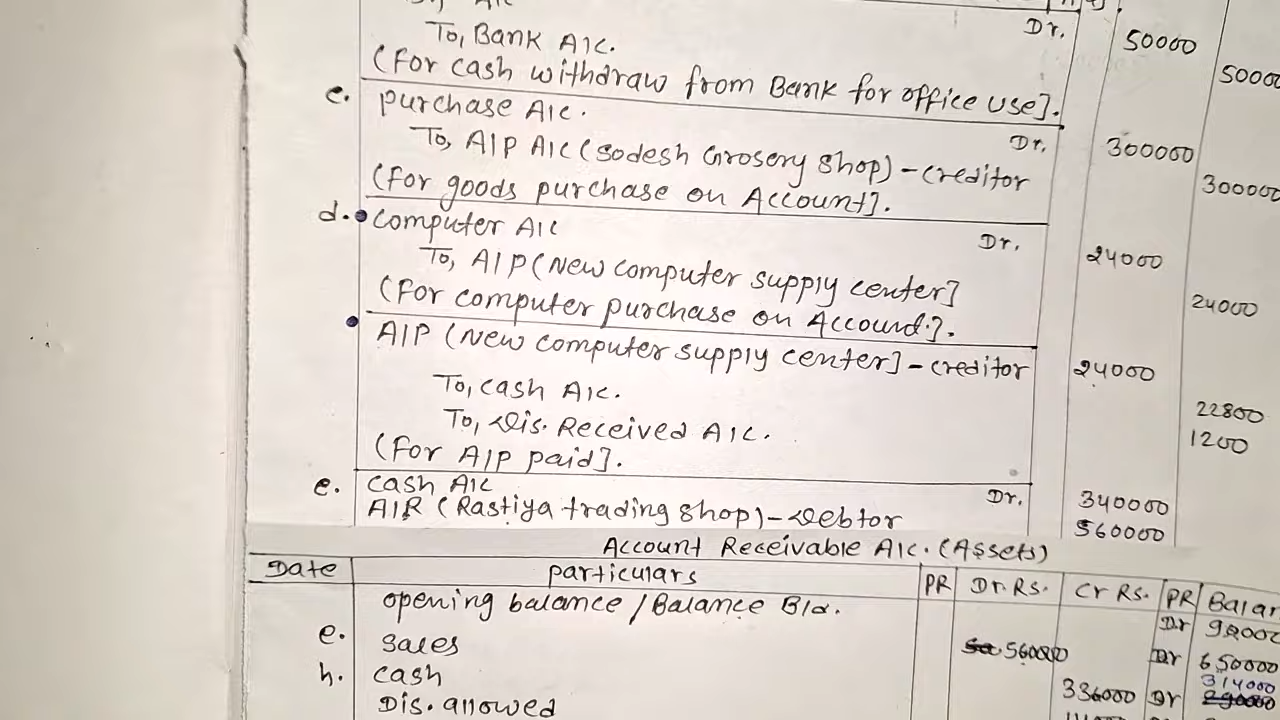 Dr.
To, Bank A/c. 50000
50000
(For cash withdraw from Bank for office use].
c. purchase A/c. Dr. 300000
To, A/P A/c (Sodesh Grosery Shop) - creditor 300000
(For goods purchase on Account].
d. computer A/c Dr. 24000
To, A/P (New computer supply center] 24000
(For computer purchase on Accound.].
A/P (New computer supply center] - creditor 24000
To, cash A/c. 22800
To, Dis. Received A/c. 1200
(For A/P paid].
e. cash A/c Dr. 340000
A/R (Rastiya trading shop) - Debtor 560000
Account Receivable A/c. (Assets)
Date particulars PR Dr. Rs. Cr Rs. PR Balan
opening balance / Balance B/d. Dr
e. Sales Dr 650000
h. cash 336000 Dr 314000
Dis. allowed